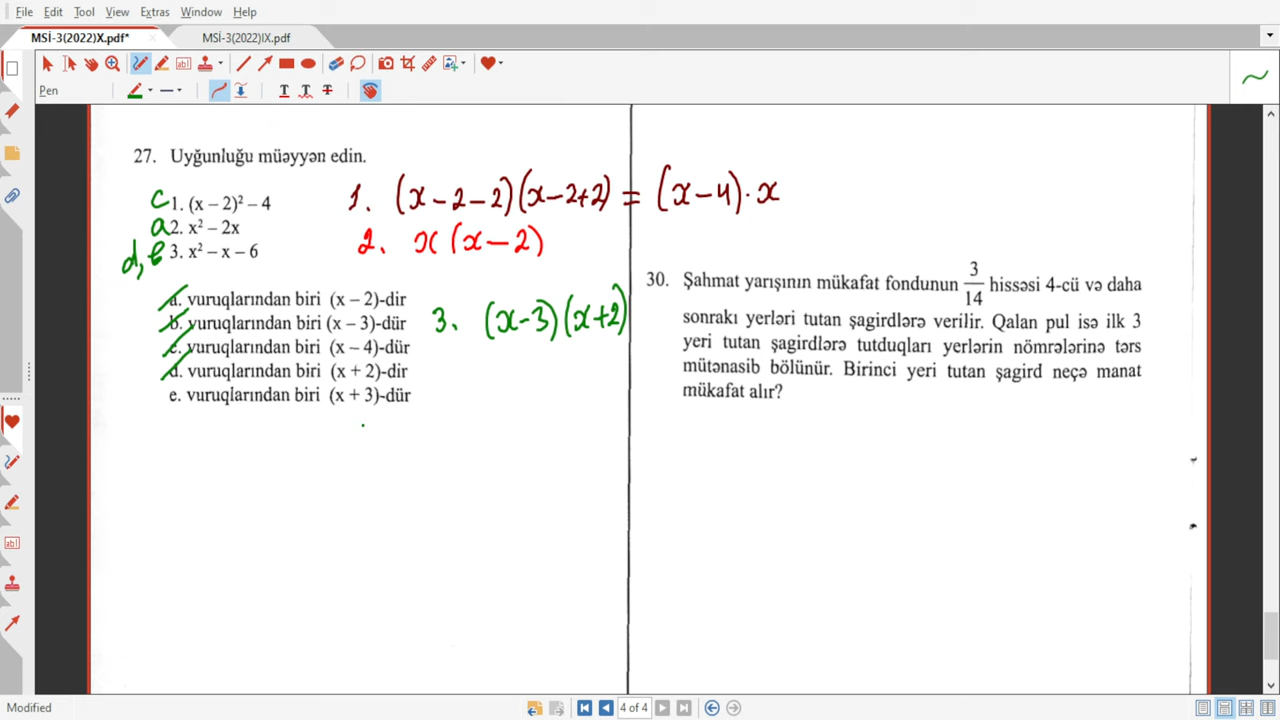 File Edit Tool View Extras Window Help
MSİ-3(2022)X.pdf* × MSİ-3(2022)IX.pdf
Pen
27. Uyğunluğu müəyyən edin.
c 1. (x – 2)² – 4
a 2. x² – 2x
d, b 3. x² – x – 6
a. vuruqlarından biri (x – 2)-dir
b. vuruqlarından biri (x – 3)-dür
c. vuruqlarından biri (x – 4)-dür
d. vuruqlarından biri (x + 2)-dir
e. vuruqlarından biri (x + 3)-dür
1. (x – 2 – 2)(x – 2+2) = (x – 4) · x
2. x (x – 2)
3. (x-3)(x+2)
30. Şahmat yarışının mükafat fondunun 3/14 hissəsi 4-cü və daha
sonrakı yerləri tutan şagirdlərə verilir. Qalan pul isə ilk 3
yeri tutan şagirdlərə tutduqları yerlərin nömrələrinə tərs
mütənasib bölünür. Birinci yeri tutan şagird neçə manat
mükafat alır?
Modified
4 of 4